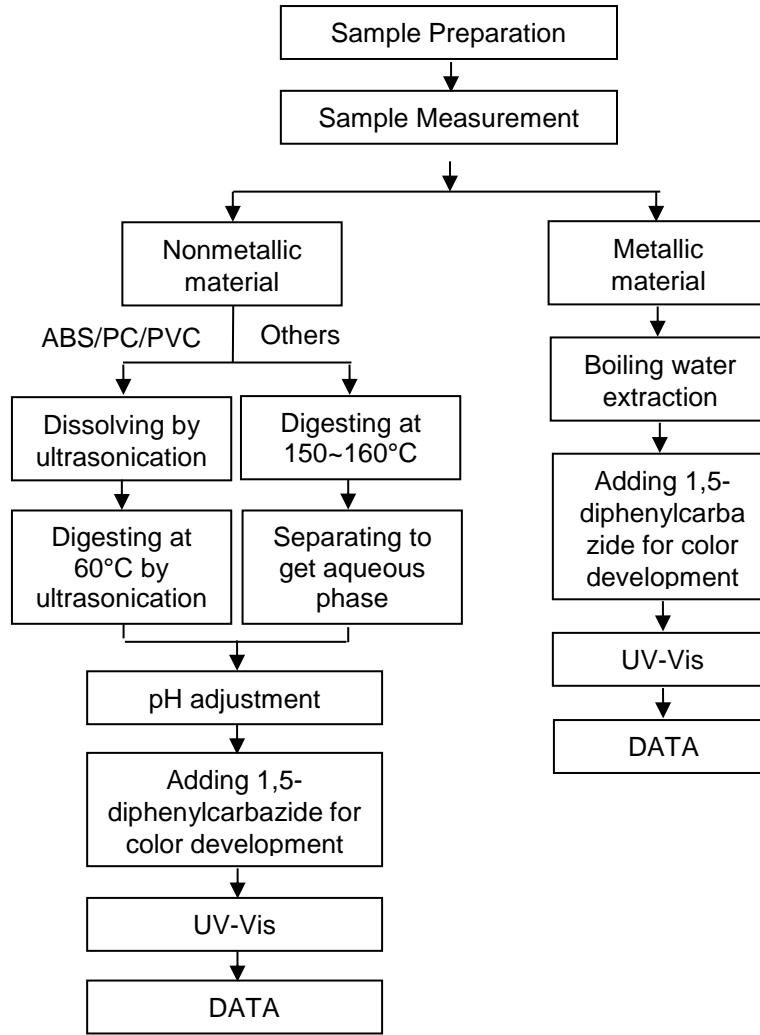 Sample Preparation
Sample Measurement
Nonmetallic
material
Metallic
material
ABS/PC/PVC
Others
Boiling water
extraction
Dissolving by
ultrasonication
Digesting at
150~160°C
Adding 1,5-
diphenylcarba
zide for color
development
Digesting at
60°C by
ultrasonication
Separating to
get aqueous
phase
UV-Vis
pH adjustment
DATA
Adding 1,5-
diphenylcarbazide for
color development
UV-Vis
DATA